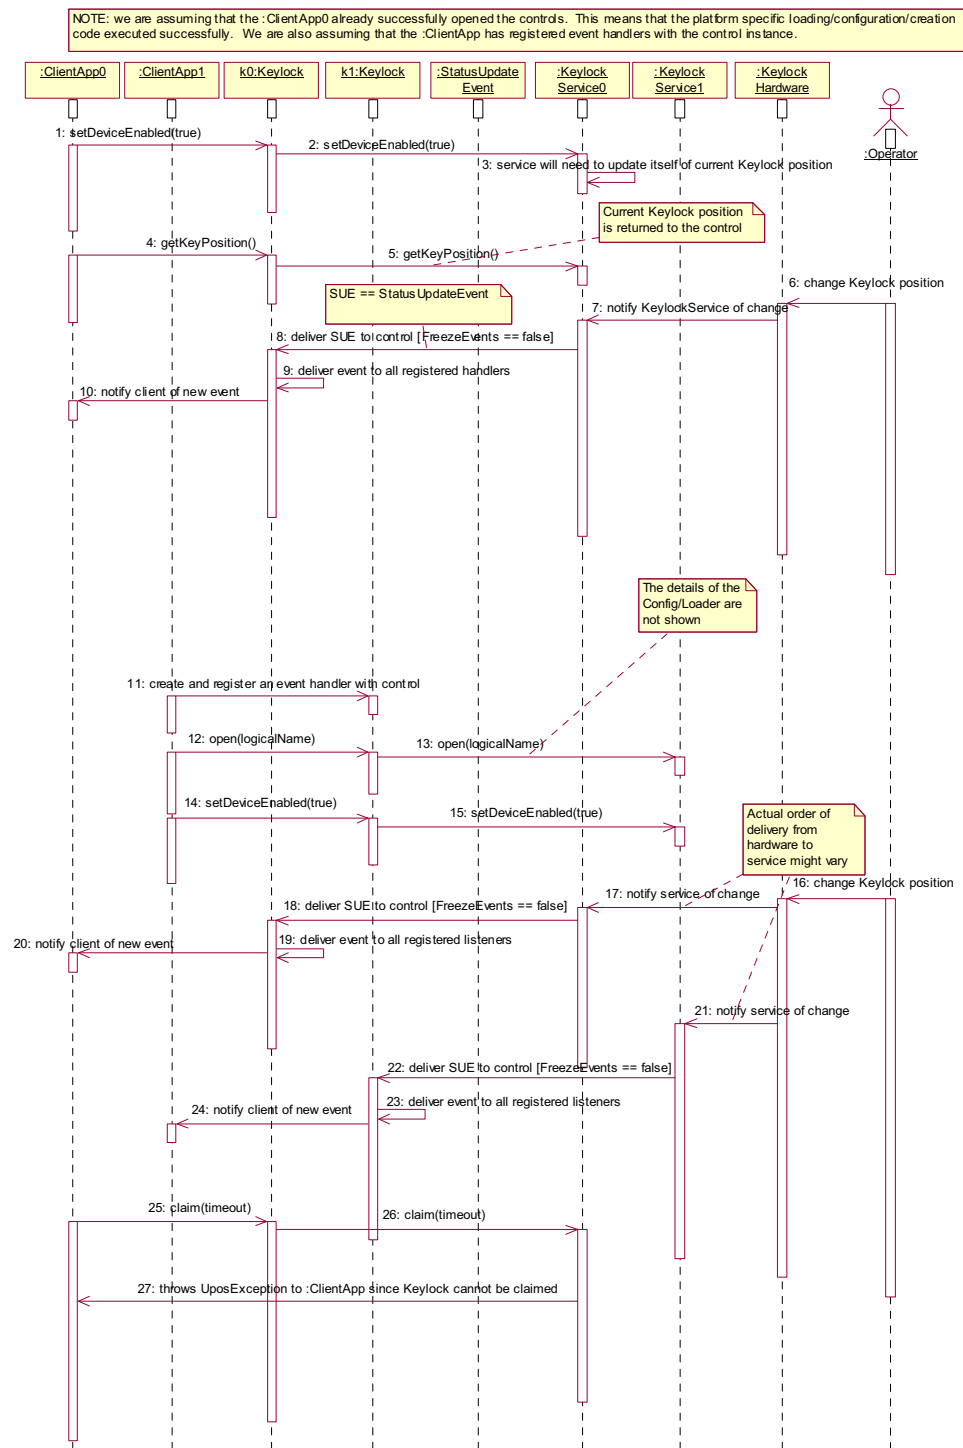 NOTE: we are assuming that the :ClientApp0 already successfully opened the controls. This means that the platform specific loading/configuration/creation
code executed successfully. We are also assuming that the :ClientApp has registered event handlers with the control instance.
:ClientApp0
:ClientApp1
k0:Keylock
k1:Keylock
:StatusUpdate
Event
:Keylock
Service0
:Keylock
Service1
:Keylock
Hardware
:Operator
1: setDeviceEnabled(true)
2: setDeviceEnabled(true)
3: service will need to update itself of current Keylock position
Current Keylock position
is returned to the control
4: getKeyPosition()
5: getKeyPosition()
6: change Keylock position
SUE == StatusUpdateEvent
7: notify KeylockService of change
8: deliver SUE to control [FreezeEvents == false]
9: deliver event to all registered handlers
10: notify client of new event
The details of the
Config/Loader are
not shown
11: create and register an event handler with control
12: open(logicalName)
13: open(logicalName)
14: setDeviceEnabled(true)
15: setDeviceEnabled(true)
Actual order of
delivery from
hardware to
service might vary
16: change Keylock position
17: notify service of change
18: deliver SUE to control [FreezeEvents == false]
19: deliver event to all registered listeners
20: notify client of new event
21: notify service of change
22: deliver SUE to control [FreezeEvents == false]
23: deliver event to all registered listeners
24: notify client of new event
25: claim(timeout)
26: claim(timeout)
27: throws UposException to :ClientApp since Keylock cannot be claimed